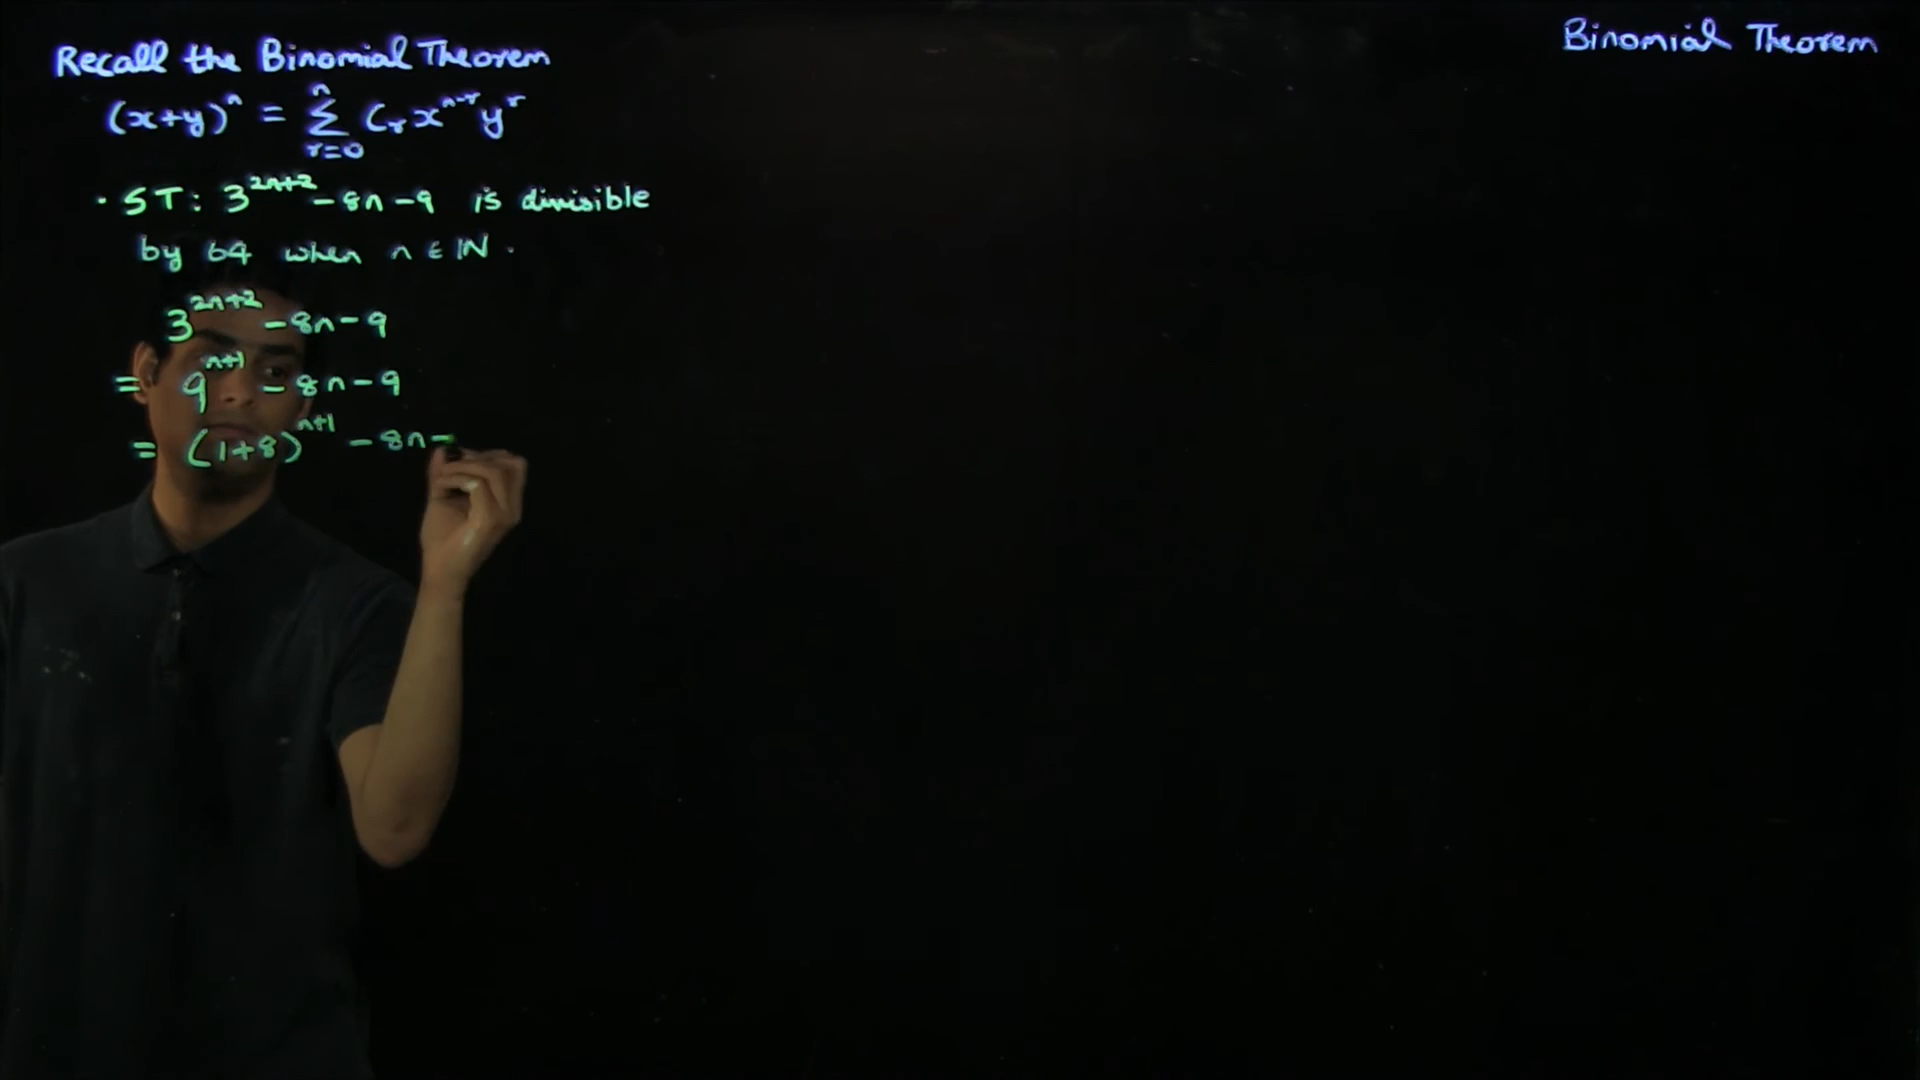 Binomial Theorem
Recall the Binomial Theorem
(x+y)^n = Σ_{r=0}^{n} C_r x^{n-r} y^r
· ST: 3^{2n+2} - 8n - 9 is divisible
by 64 when n ∈ ℕ.
3^{2n+2} - 8n - 9
= 9^{n+1} - 8n - 9
= (1+8)^{n+1} - 8n -